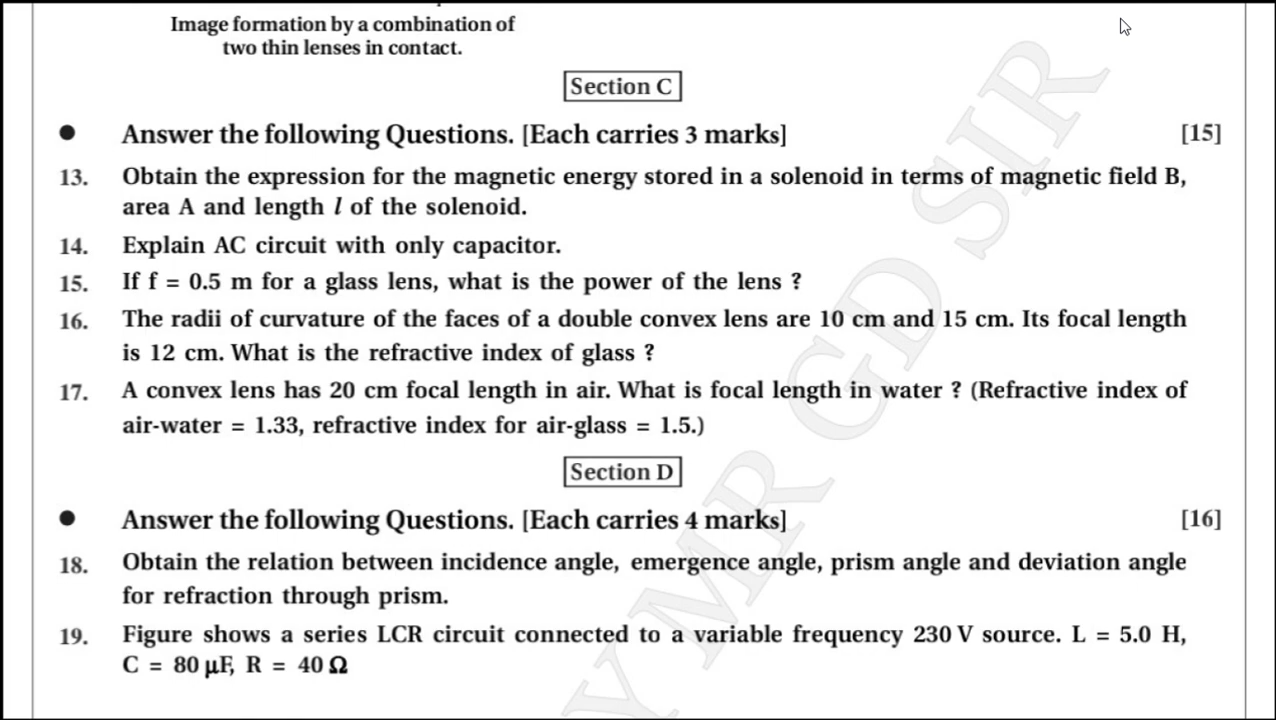 Image formation by a combination of
two thin lenses in contact.
Section C
● Answer the following Questions. [Each carries 3 marks] [15]
13. Obtain the expression for the magnetic energy stored in a solenoid in terms of magnetic field B,
area A and length l of the solenoid.
14. Explain AC circuit with only capacitor.
15. If f = 0.5 m for a glass lens, what is the power of the lens ?
16. The radii of curvature of the faces of a double convex lens are 10 cm and 15 cm. Its focal length
is 12 cm. What is the refractive index of glass ?
17. A convex lens has 20 cm focal length in air. What is focal length in water ? (Refractive index of
air-water = 1.33, refractive index for air-glass = 1.5.)
Section D
● Answer the following Questions. [Each carries 4 marks] [16]
18. Obtain the relation between incidence angle, emergence angle, prism angle and deviation angle
for refraction through prism.
19. Figure shows a series LCR circuit connected to a variable frequency 230 V source. L = 5.0 H,
C = 80 μF, R = 40 Ω
Y MR GD SIR